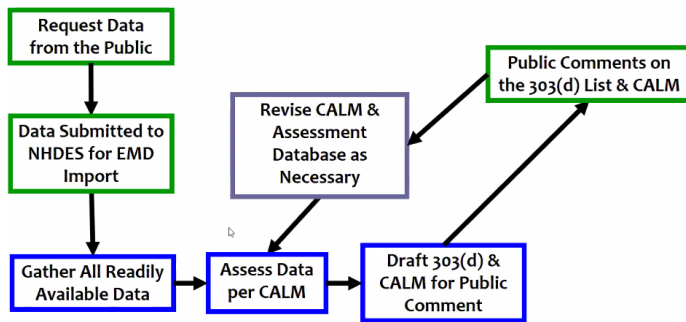 Request Data
from the Public
Public Comments on
the 303(d) List & CALM
Revise CALM &
Assessment
Database as
Necessary
Data Submitted to
NHDES for EMD
Import
Gather All Readily
Available Data
Assess Data
per CALM
Draft 303(d) &
CALM for Public
Comment